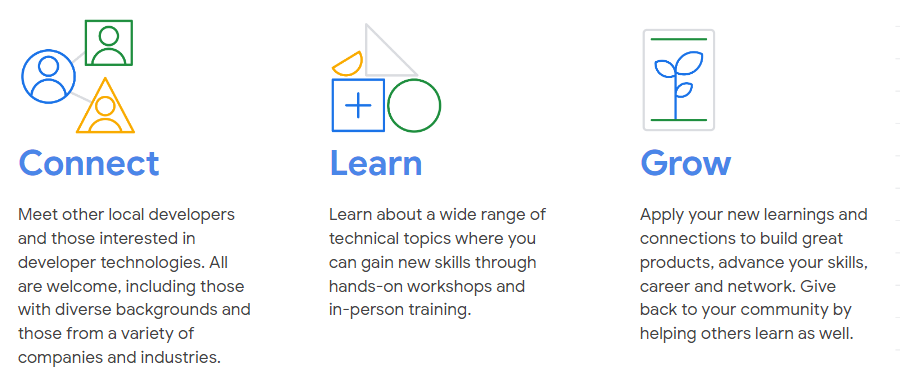 Connect
Meet other local developers
and those interested in
developer technologies. All
are welcome, including those
with diverse backgrounds and
those from a variety of
companies and industries.
Learn
Learn about a wide range of
technical topics where you
can gain new skills through
hands-on workshops and
in-person training.
Grow
Apply your new learnings and
connections to build great
products, advance your skills,
career and network. Give
back to your community by
helping others learn as well.